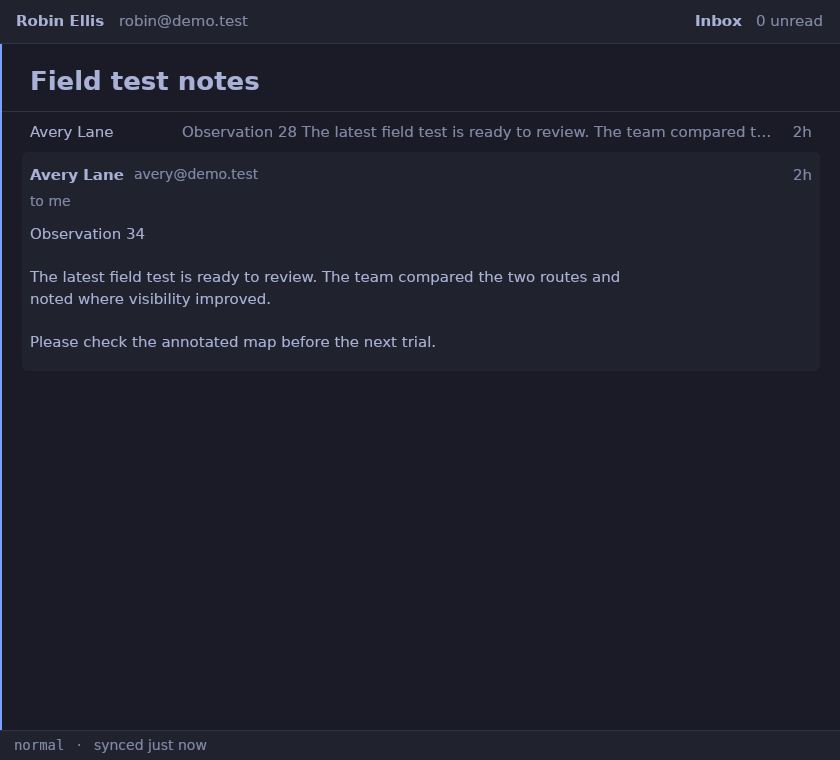 Robin Ellis robin@demo.test Inbox 0 unread
Field test notes
Avery Lane Observation 28 The latest field test is ready to review. The team compared t… 2h
Avery Lane avery@demo.test 2h
to me
Observation 34
The latest field test is ready to review. The team compared the two routes and
noted where visibility improved.
Please check the annotated map before the next trial.
normal · synced just now